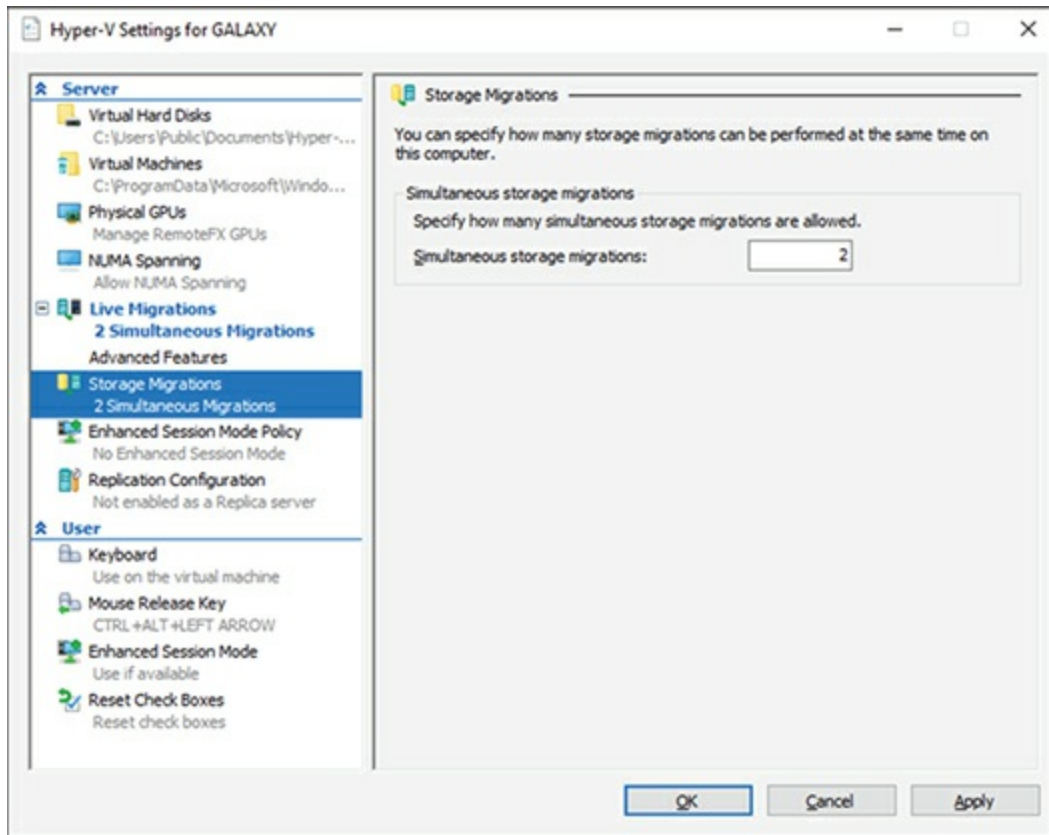 Hyper-V Settings for GALAXY
Server
Virtual Hard Disks
C:\Users\Public\Documents\Hyper-...
Virtual Machines
C:\ProgramData\Microsoft\Windo...
Physical GPUs
Manage RemoteFX GPUs
NUMA Spanning
Allow NUMA Spanning
Live Migrations
2 Simultaneous Migrations
Advanced Features
Storage Migrations
2 Simultaneous Migrations
Enhanced Session Mode Policy
No Enhanced Session Mode
Replication Configuration
Not enabled as a Replica server
User
Keyboard
Use on the virtual machine
Mouse Release Key
CTRL+ALT+LEFT ARROW
Enhanced Session Mode
Use if available
Reset Check Boxes
Reset check boxes
Storage Migrations
You can specify how many storage migrations can be performed at the same time on
this computer.
Simultaneous storage migrations
Specify how many simultaneous storage migrations are allowed.
Simultaneous storage migrations: 2
OK Cancel Apply